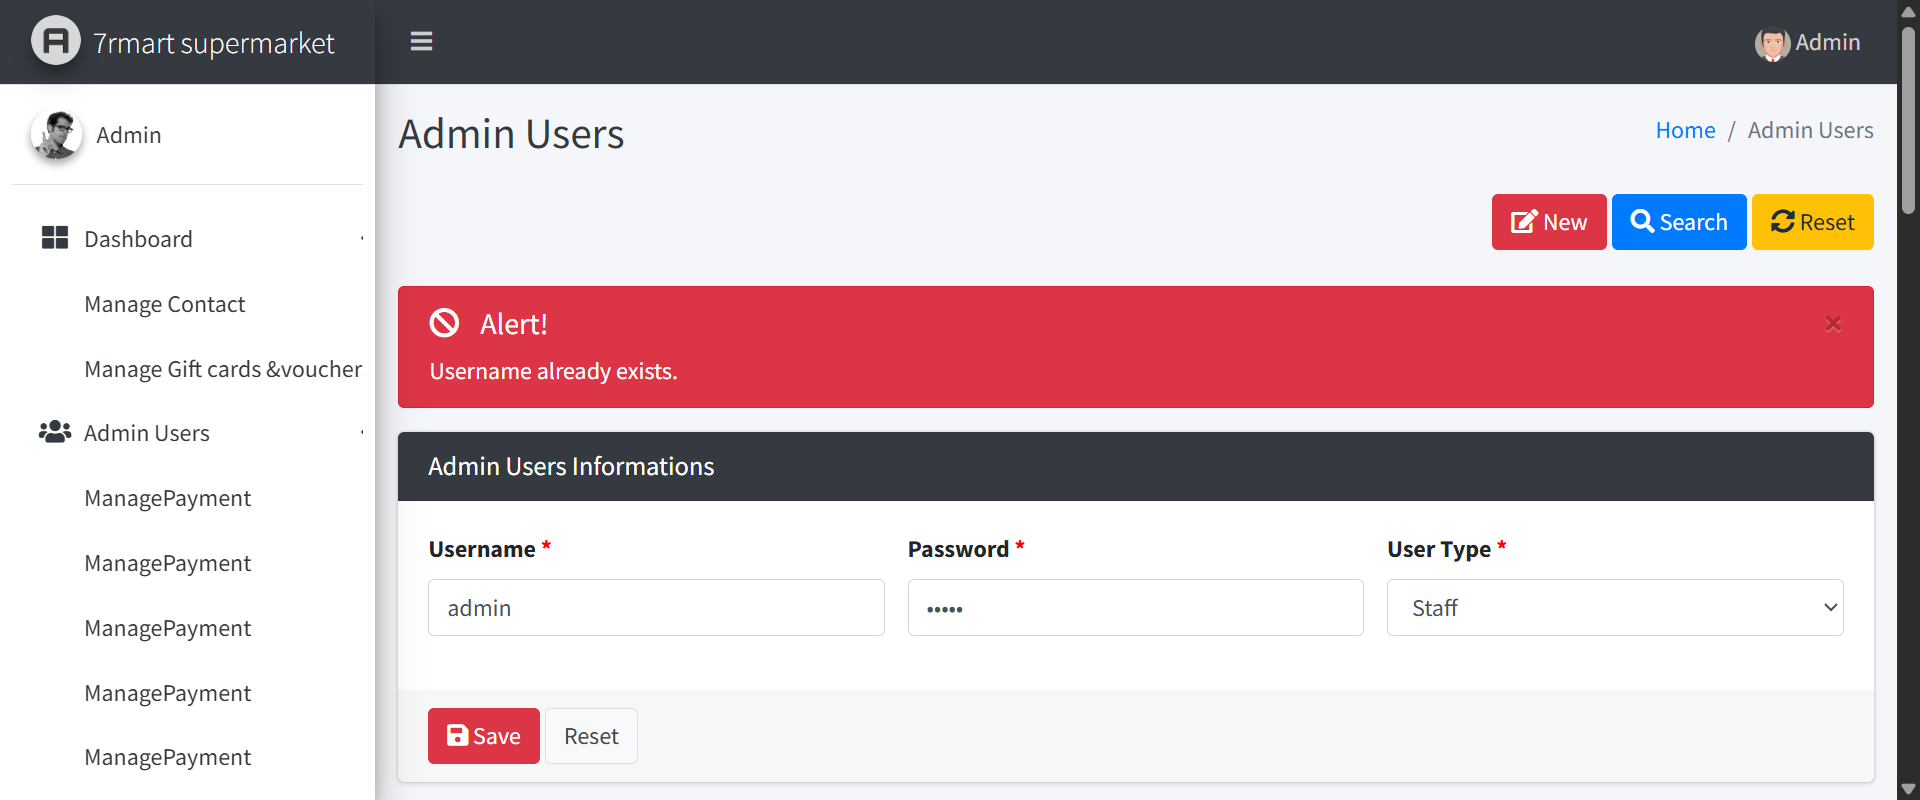 7rmart supermarket
Admin
Admin
Dashboard
Manage Contact
Manage Gift cards &voucher
Admin Users
ManagePayment
ManagePayment
ManagePayment
ManagePayment
ManagePayment
Admin Users
Home / Admin Users
New Search Reset
Alert! ×
Username already exists.
Admin Users Informations
Username * Password * User Type *
admin ••••• Staff
Save Reset